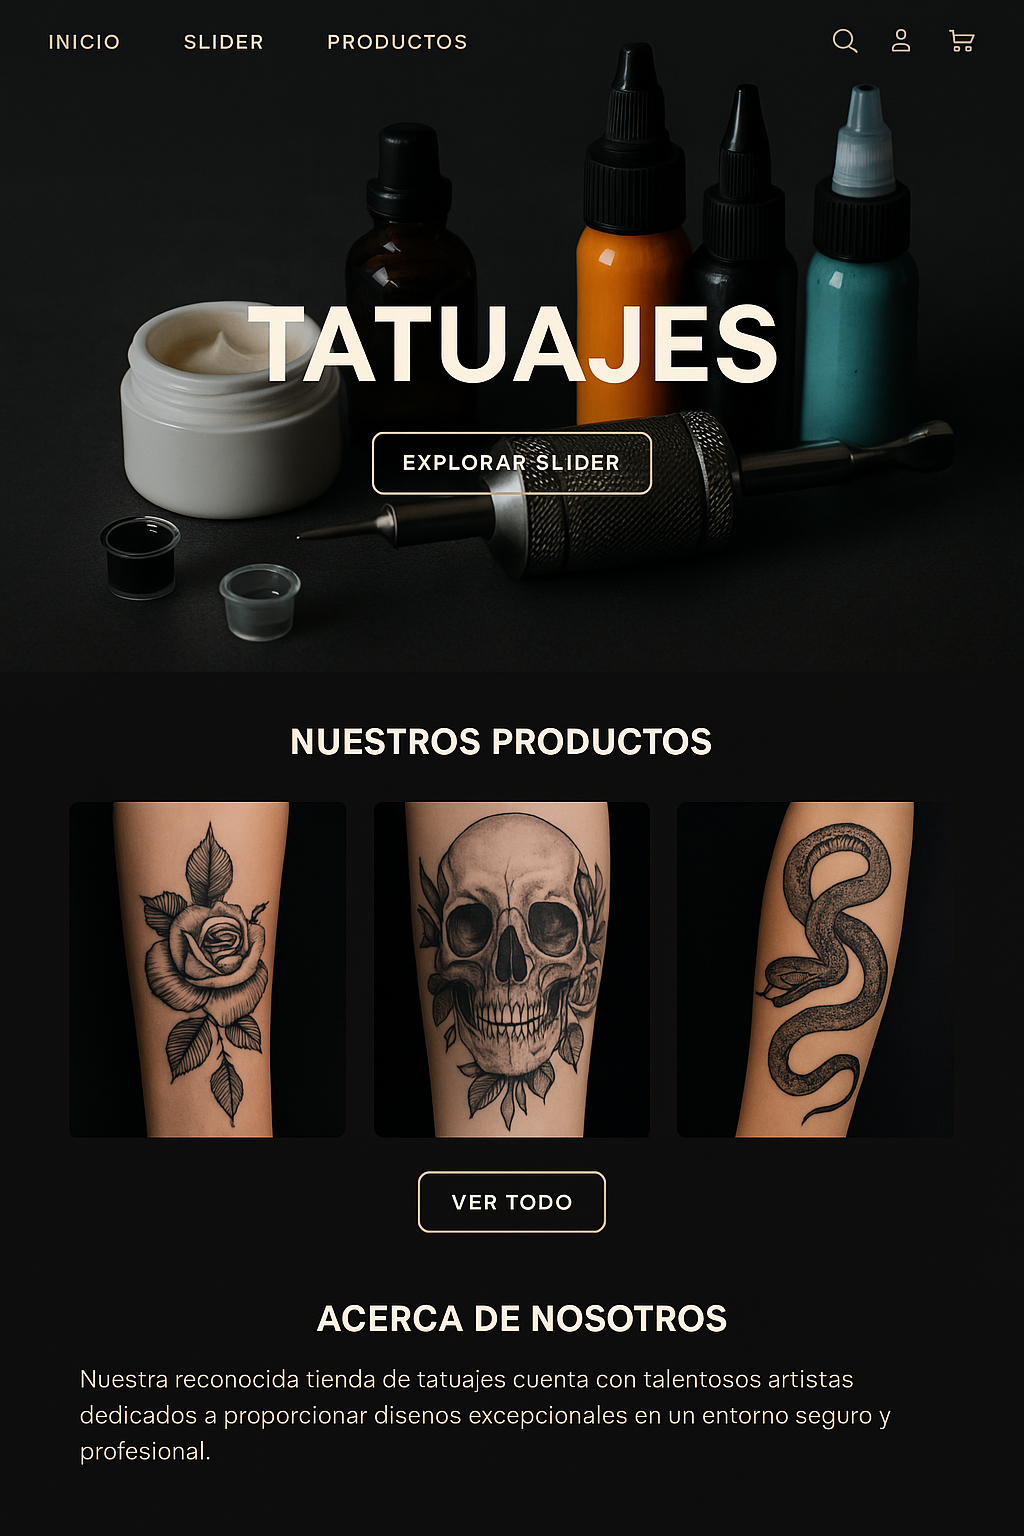 INICIO SLIDER PRODUCTOS
TATUAJES
EXPLORAR SLIDER
NUESTROS PRODUCTOS
VER TODO
ACERCA DE NOSOTROS
Nuestra reconocida tienda de tatuajes cuenta con talentosos artistas
dedicados a proporcionar disenos excepcionales en un entorno seguro y
profesional.